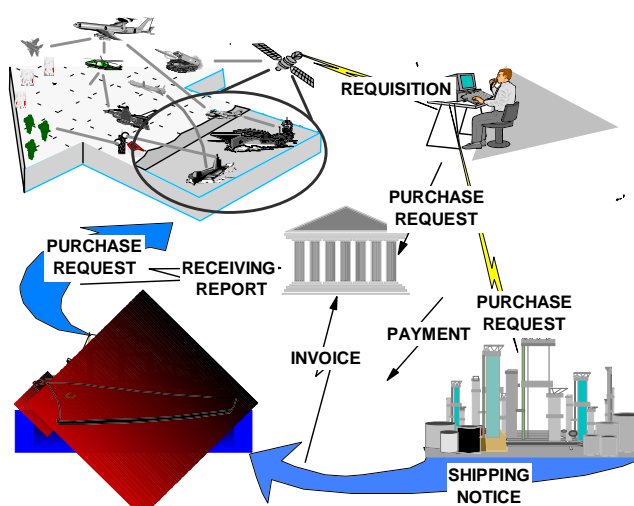 REQUISITION
PURCHASE
REQUEST
PURCHASE
REQUEST
RECEIVING
REPORT
PURCHASE
REQUEST
PAYMENT
INVOICE
SHIPPING
NOTICE